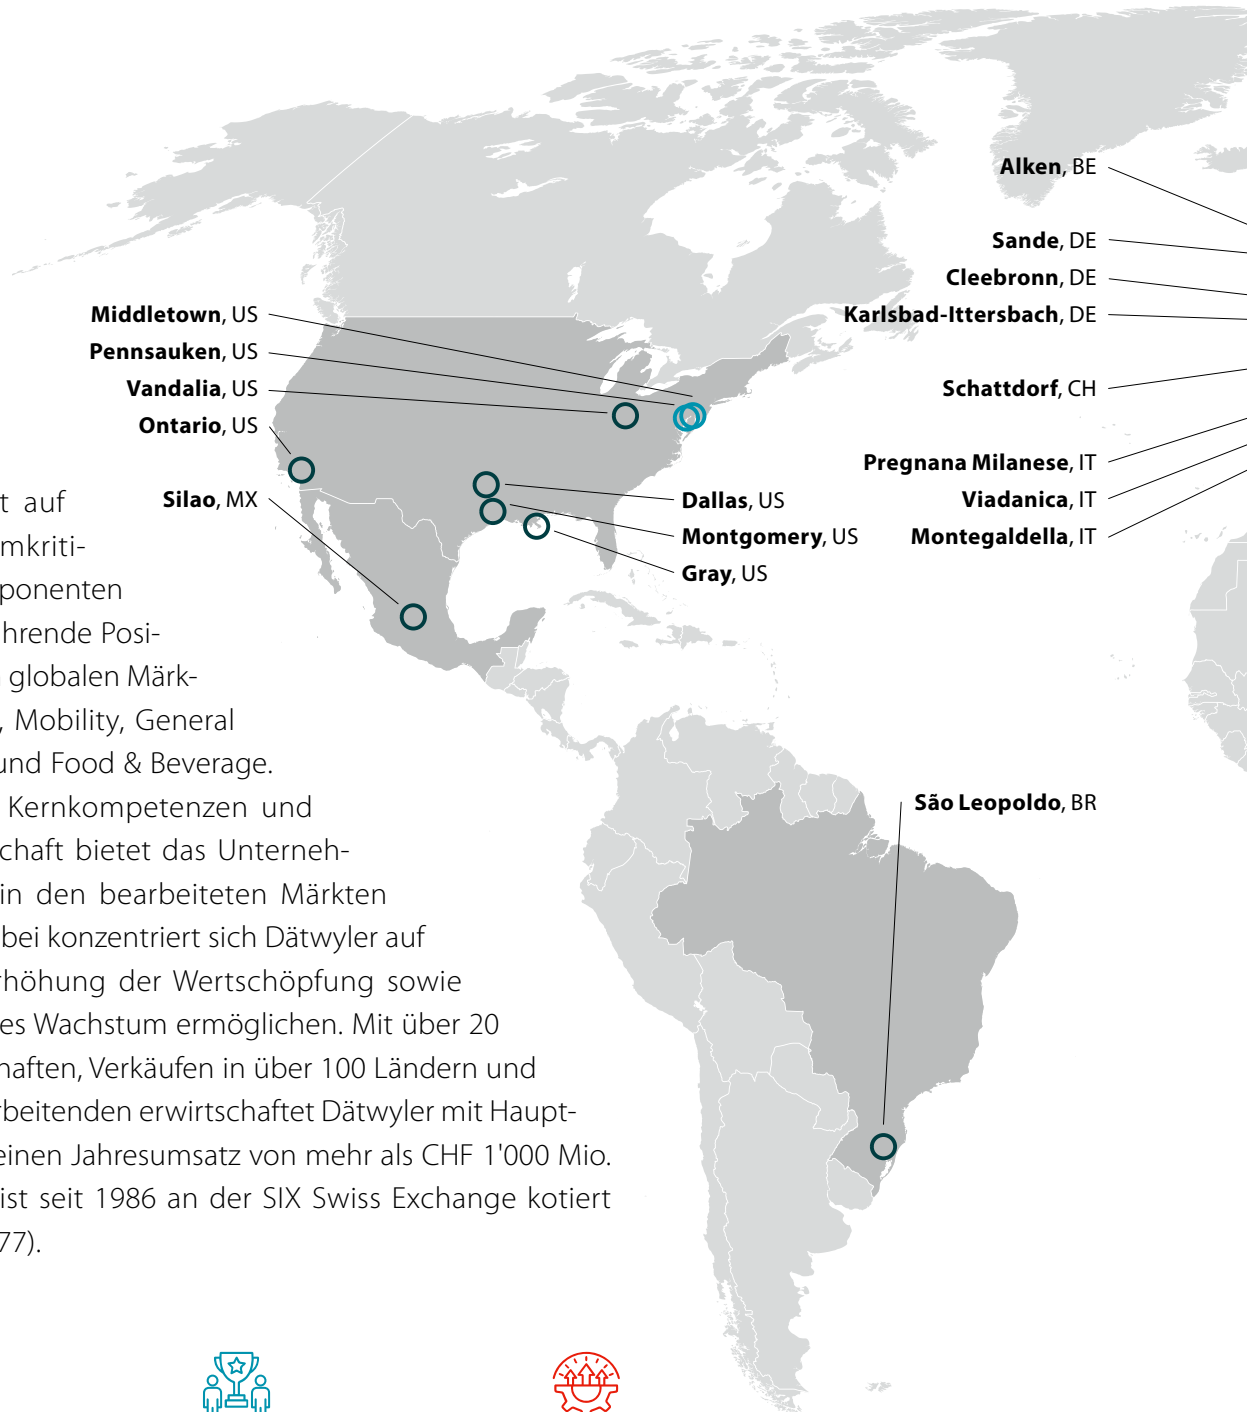 Alken, BE
Sande, DE
Cleebronn, DE
Karlsbad-Ittersbach, DE
Schattdorf, CH
Pregnana Milanese, IT
Viadanica, IT
Montegaldella, IT
Middletown, US
Pennsauken, US
Vandalia, US
Ontario, US
Silao, MX
Dallas, US
Montgomery, US
Gray, US
São Leopoldo, BR
t auf
mkriti-
ponenten
hrende Posi-
globalen Märk-
, Mobility, General
und Food & Beverage.
Kernkompetenzen und
schaft bietet das Unterneh-
in den bearbeiteten Märkten
bei konzentriert sich Dätwyler auf
rhöhung der Wertschöpfung sowie
es Wachstum ermöglichen. Mit über 20
haften, Verkäufen in über 100 Ländern und
rbeitenden erwirtschaftet Dätwyler mit Haupt-
einen Jahresumsatz von mehr als CHF 1'000 Mio.
ist seit 1986 an der SIX Swiss Exchange kotiert
77).